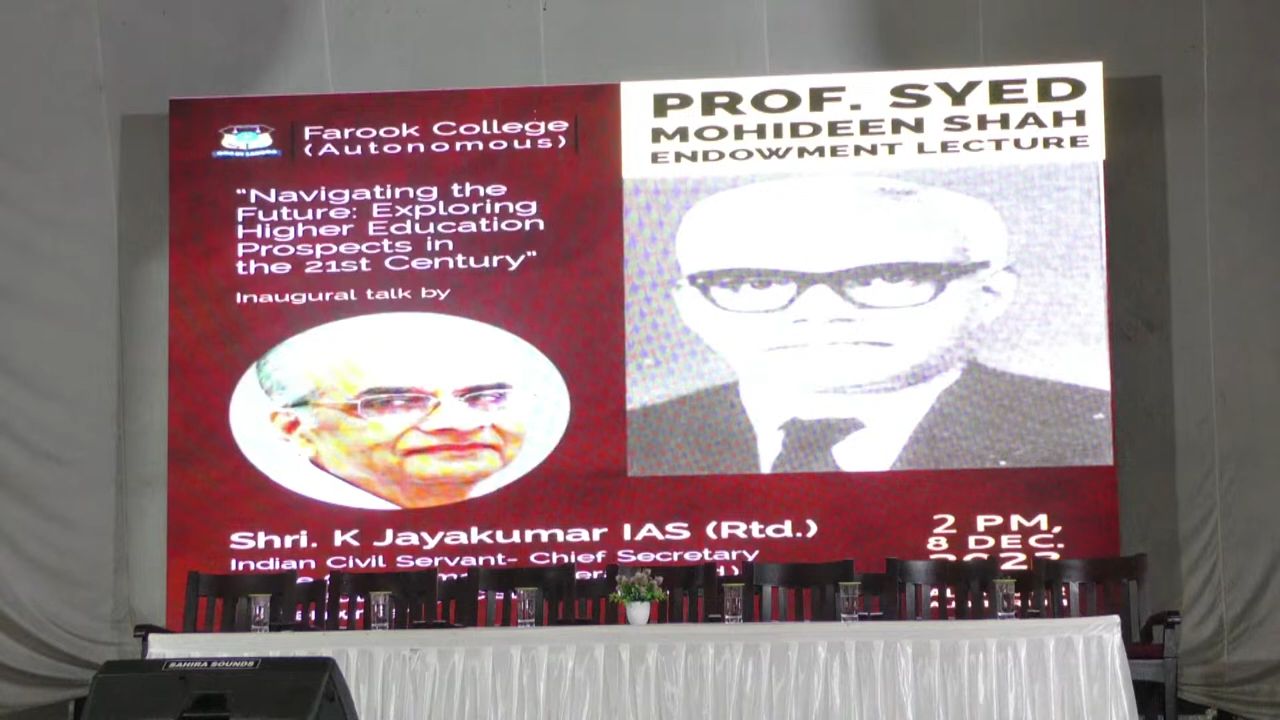 Farook College
(Autonomous)
"Navigating the
Future: Exploring
Higher Education
Prospects in
the 21st Century"
Inaugural talk by
Shri. K Jayakumar IAS (Rtd.)
Indian Civil Servant- Chief Secretary
PROF. SYED
MOHIDEEN SHAH
ENDOWMENT LECTURE
2 PM,
8 DEC.
SAHIRA SOUNDS